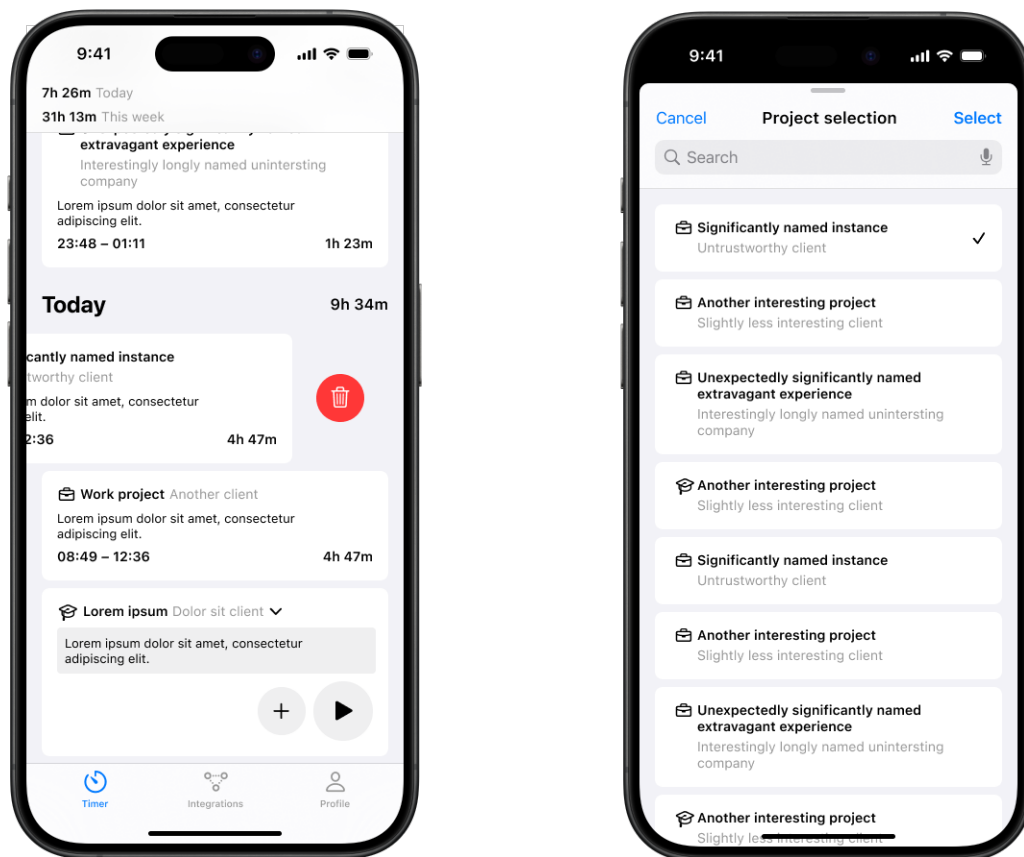 9:41
7h 26m Today
31h 13m This week
extravagant experience
Interestingly longly named unintersting
company
Lorem ipsum dolor sit amet, consectetur
adipiscing elit.
23:48 – 01:11 1h 23m
Today 9h 34m
cantly named instance
tworthy client
m dolor sit amet, consectetur
elit.
2:36 4h 47m
Work project Another client
Lorem ipsum dolor sit amet, consectetur
adipiscing elit.
08:49 – 12:36 4h 47m
Lorem ipsum Dolor sit client
Lorem ipsum dolor sit amet, consectetur
adipiscing elit.
Timer Integrations Profile
9:41
Cancel Project selection Select
Search
Significantly named instance
Untrustworthy client
Another interesting project
Slightly less interesting client
Unexpectedly significantly named
extravagant experience
Interestingly longly named unintersting
company
Another interesting project
Slightly less interesting client
Significantly named instance
Untrustworthy client
Another interesting project
Slightly less interesting client
Unexpectedly significantly named
extravagant experience
Interestingly longly named unintersting
company
Another interesting project
Slightly less interesting client